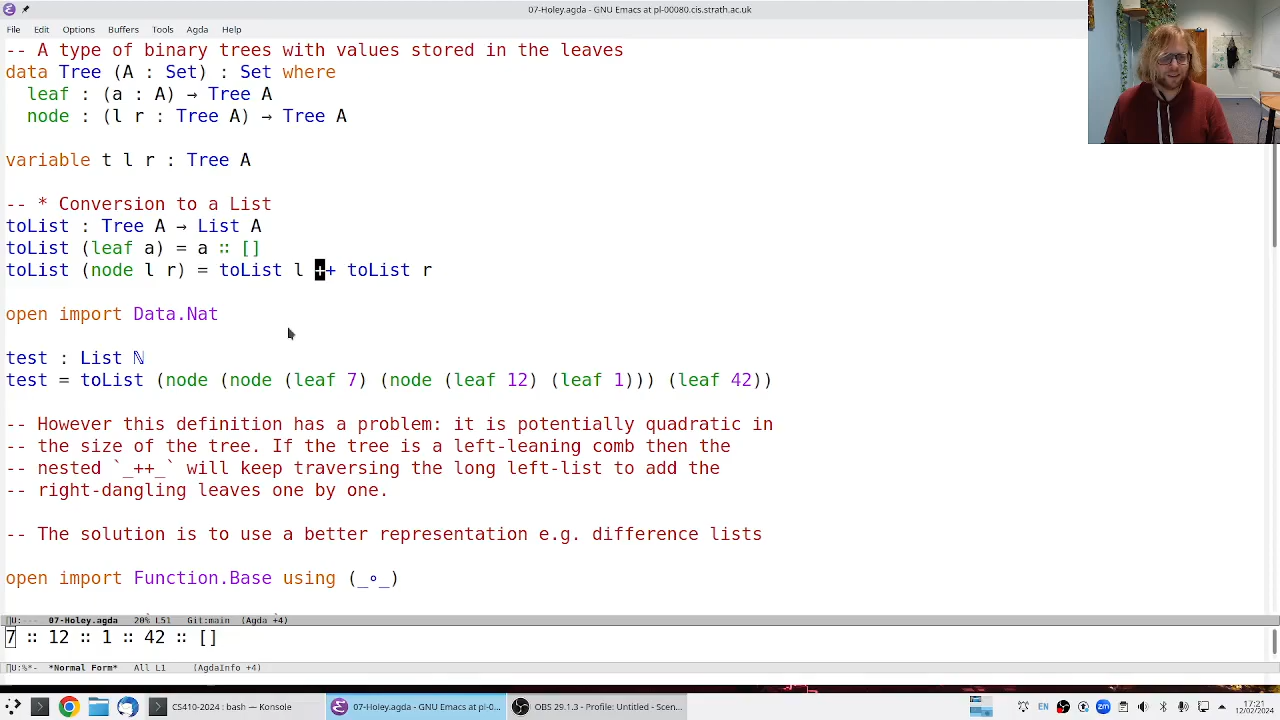 07-Holey.agda - GNU Emacs at pl-00080.cis.strath.ac.uk
File Edit Options Buffers Tools Agda Help
-- A type of binary trees with values stored in the leaves
data Tree (A : Set) : Set where
leaf : (a : A) → Tree A
node : (l r : Tree A) → Tree A
variable t l r : Tree A
-- * Conversion to a List
toList : Tree A → List A
toList (leaf a) = a ∷ []
toList (node l r) = toList l ++ toList r
open import Data.Nat
test : List ℕ
test = toList (node (node (leaf 7) (node (leaf 12) (leaf 1))) (leaf 42))
-- However this definition has a problem: it is potentially quadratic in
-- the size of the tree. If the tree is a left-leaning comb then the
-- nested `_++_` will keep traversing the long left-list to add the
-- right-dangling leaves one by one.
-- The solution is to use a better representation e.g. difference lists
open import Function.Base using (_∘_)
U:--- 07-Holey.agda 20% L51 Git:main (Agda +4)
7 ∷ 12 ∷ 1 ∷ 42 ∷ []
U:%*- *Normal Form* All L1 (AgdaInfo +4)
CS410-2024 : bash — Ko
07-Holey.agda - GNU Emacs at pl-0...
OBS 29.1.3 - Profile: Untitled - Scen...
EN
zm
17:21
12/02/2024